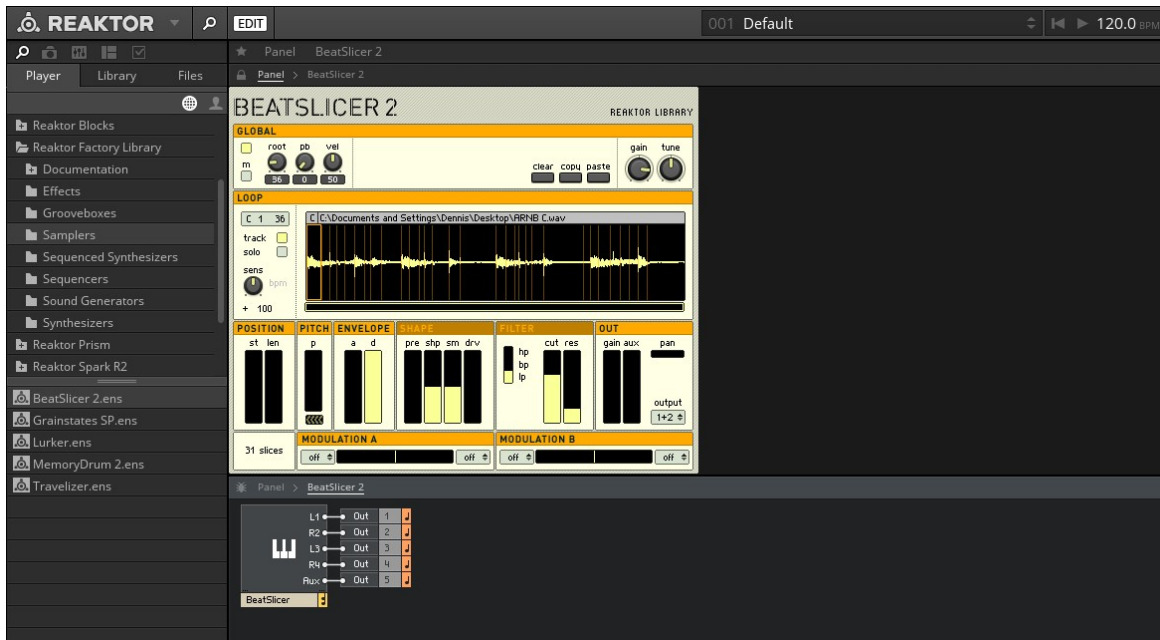 REAKTOR EDIT 001 Default 120.0 BPM
Panel BeatSlicer 2
Player Library Files
Panel > BeatSlicer 2
Reaktor Blocks
Reaktor Factory Library
Documentation
Effects
Grooveboxes
Samplers
Sequenced Synthesizers
Sequencers
Sound Generators
Synthesizers
Reaktor Prism
Reaktor Spark R2
BeatSlicer 2.ens
Grainstates SP.ens
Lurker.ens
MemoryDrum 2.ens
Travelizer.ens
BEATSLICER 2 REAKTOR LIBRARY
GLOBAL
root pb vel gain tune
m clear copy paste
36 0 50
LOOP
C 1 36 C C:\Documents and Settings\Dennis\Desktop\ARNB C.wav
track
solo
sens
bpm
+ 100
POSITION PITCH ENVELOPE SHAPE FILTER OUT
st len p a d pre shp sm drv cut res gain aux pan
hp
bp
lp
output
1+2
31 slices
MODULATION A MODULATION B
off off off off
Panel > BeatSlicer 2
L1 Out 1
R2 Out 2
L3 Out 3
R4 Out 4
Aux Out 5
BeatSlicer